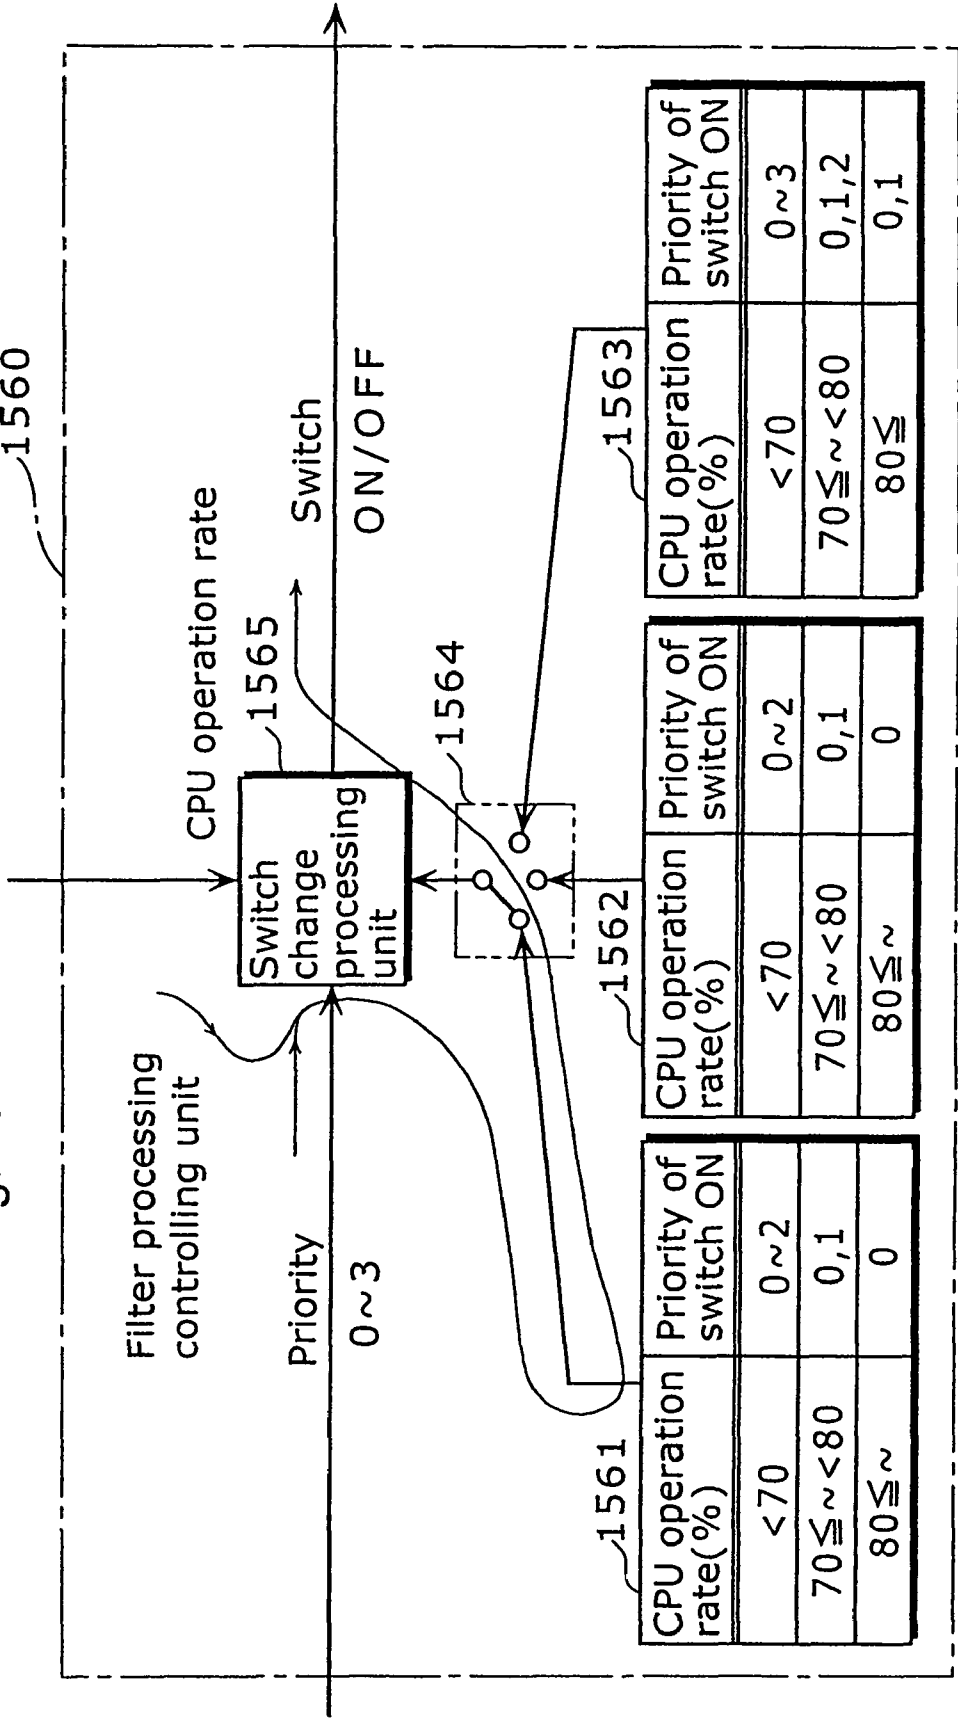 1560
CPU operation rate
Filter processing
controlling unit
Switch
change
processing
unit
1565
Priority
0~3
Switch
ON/OFF
1564
1561
CPU operation
rate(%)
Priority of
switch ON
<70
0~2
70≦~<80
0,1
80≦~
0
1562
CPU operation
rate(%)
Priority of
switch ON
<70
0~2
70≦~<80
0,1
80≦~
0
1563
CPU operation
rate(%)
Priority of
switch ON
<70
0~3
70≦~<80
0,1,2
80≦
0,1